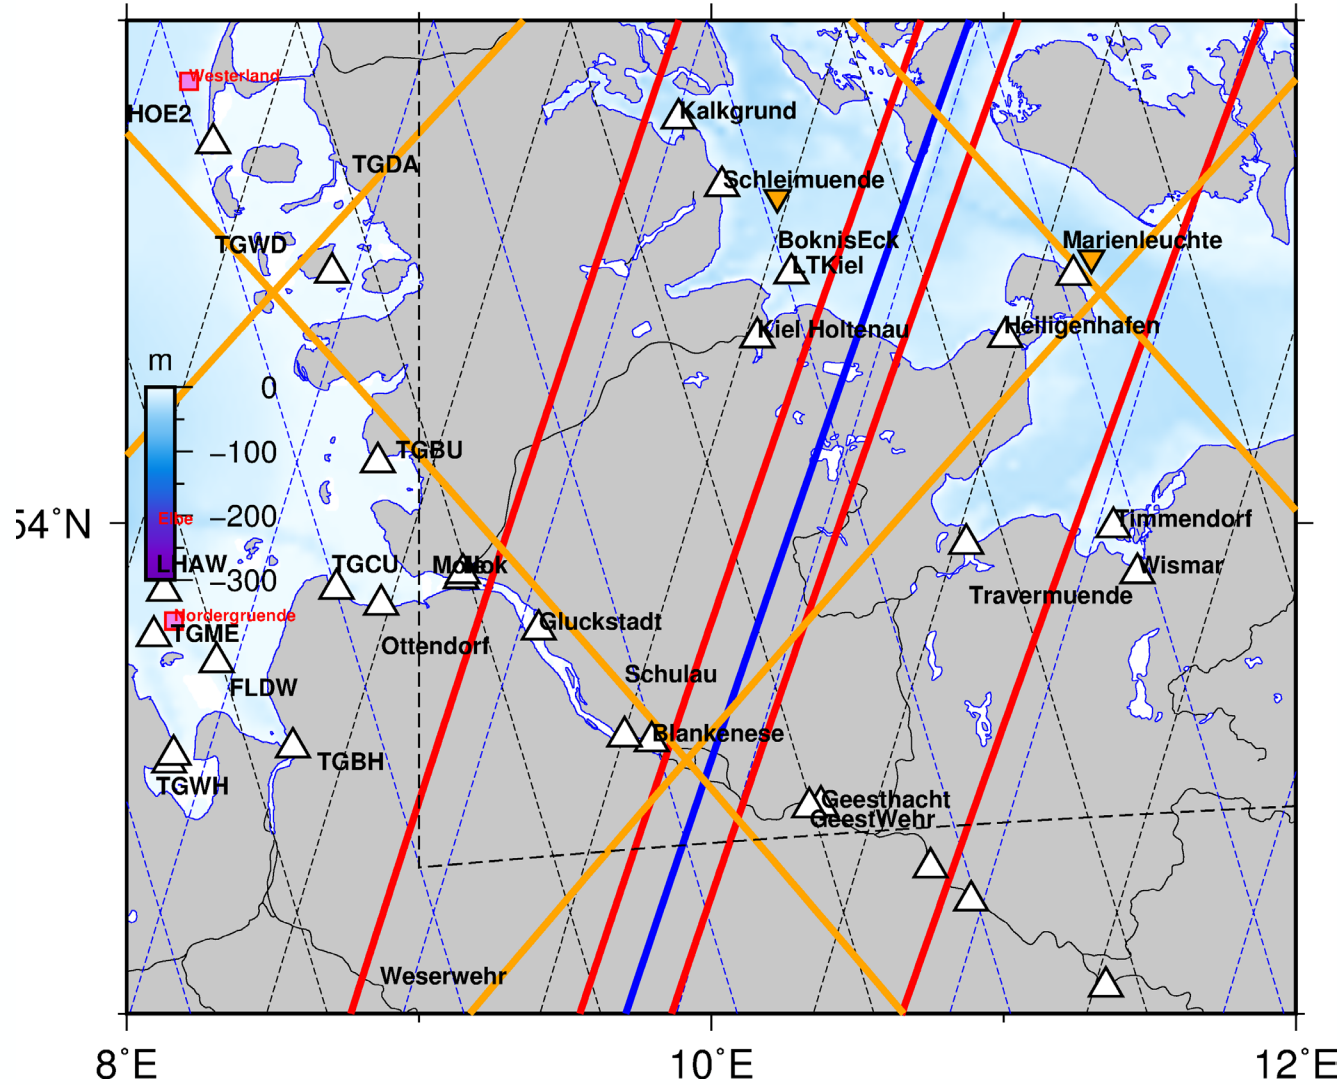 Westerland
HOE2
Kalkgrund
TGDA
Schleimuende
TGWD
BoknisEck
Marienleuchte
LTKiel
Kiel Holtenau
Heiligenhafen
m
0
−100
−200
−300
TGBU
Elbe
54°N
Timmendorf
LHAW
TGCU
Wismar
Travermuende
Nordergruende
TGME
Gluckstadt
Ottendorf
Schulau
FLDW
Blankenese
TGBH
TGWH
Geesthacht
GeestWehr
Weserwehr
8°E
10°E
12°E